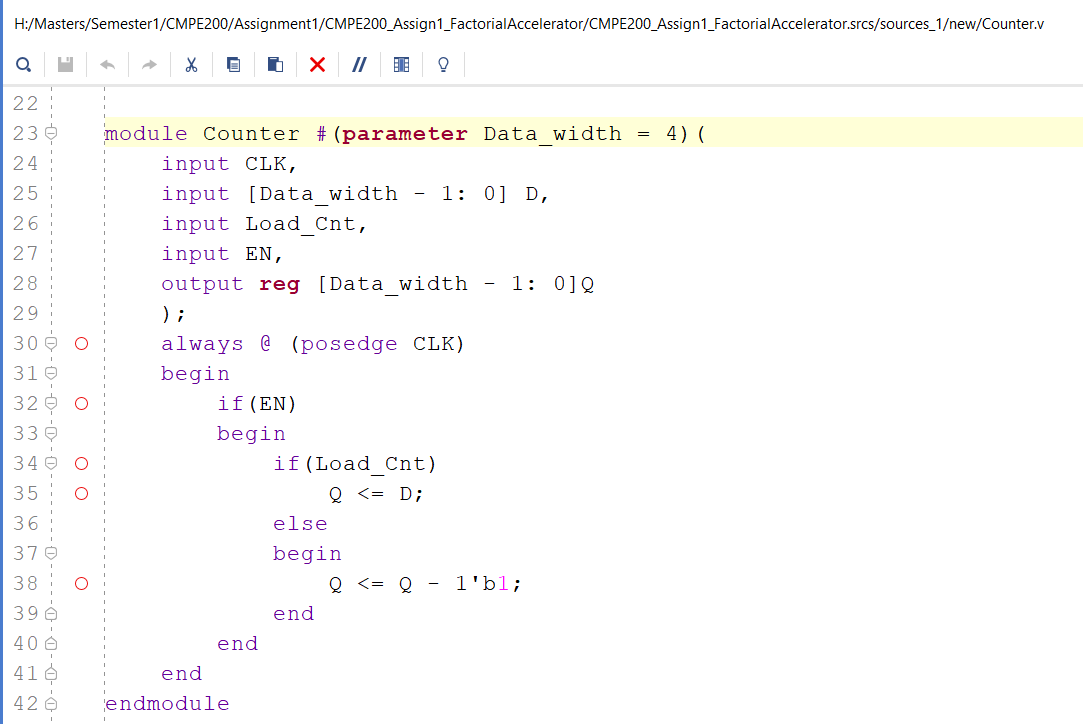 H:/Masters/Semester1/CMPE200/Assignment1/CMPE200_Assign1_FactorialAccelerator/CMPE200_Assign1_FactorialAccelerator.srcs/sources_1/new/Counter.v
22
23 module Counter #(parameter Data_width = 4)(
24     input CLK,
25     input [Data_width - 1: 0] D,
26     input Load_Cnt,
27     input EN,
28     output reg [Data_width - 1: 0]Q
29     );
30     always @ (posedge CLK)
31     begin
32         if(EN)
33         begin
34             if(Load_Cnt)
35                 Q <= D;
36             else
37             begin
38                 Q <= Q - 1'b1;
39             end
40         end
41     end
42 endmodule